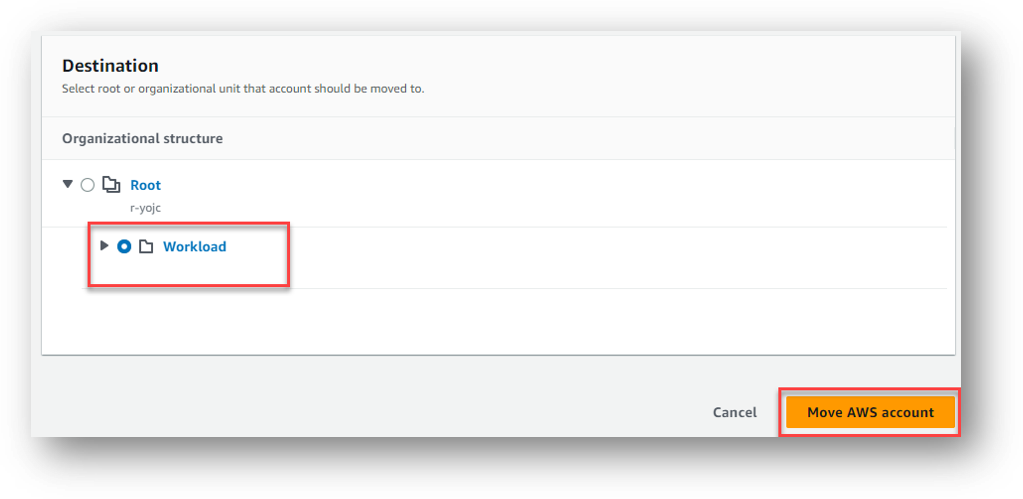 Destination
Select root or organizational unit that account should be moved to.
Organizational structure
Root
r-yojc
Workload
Cancel
Move AWS account